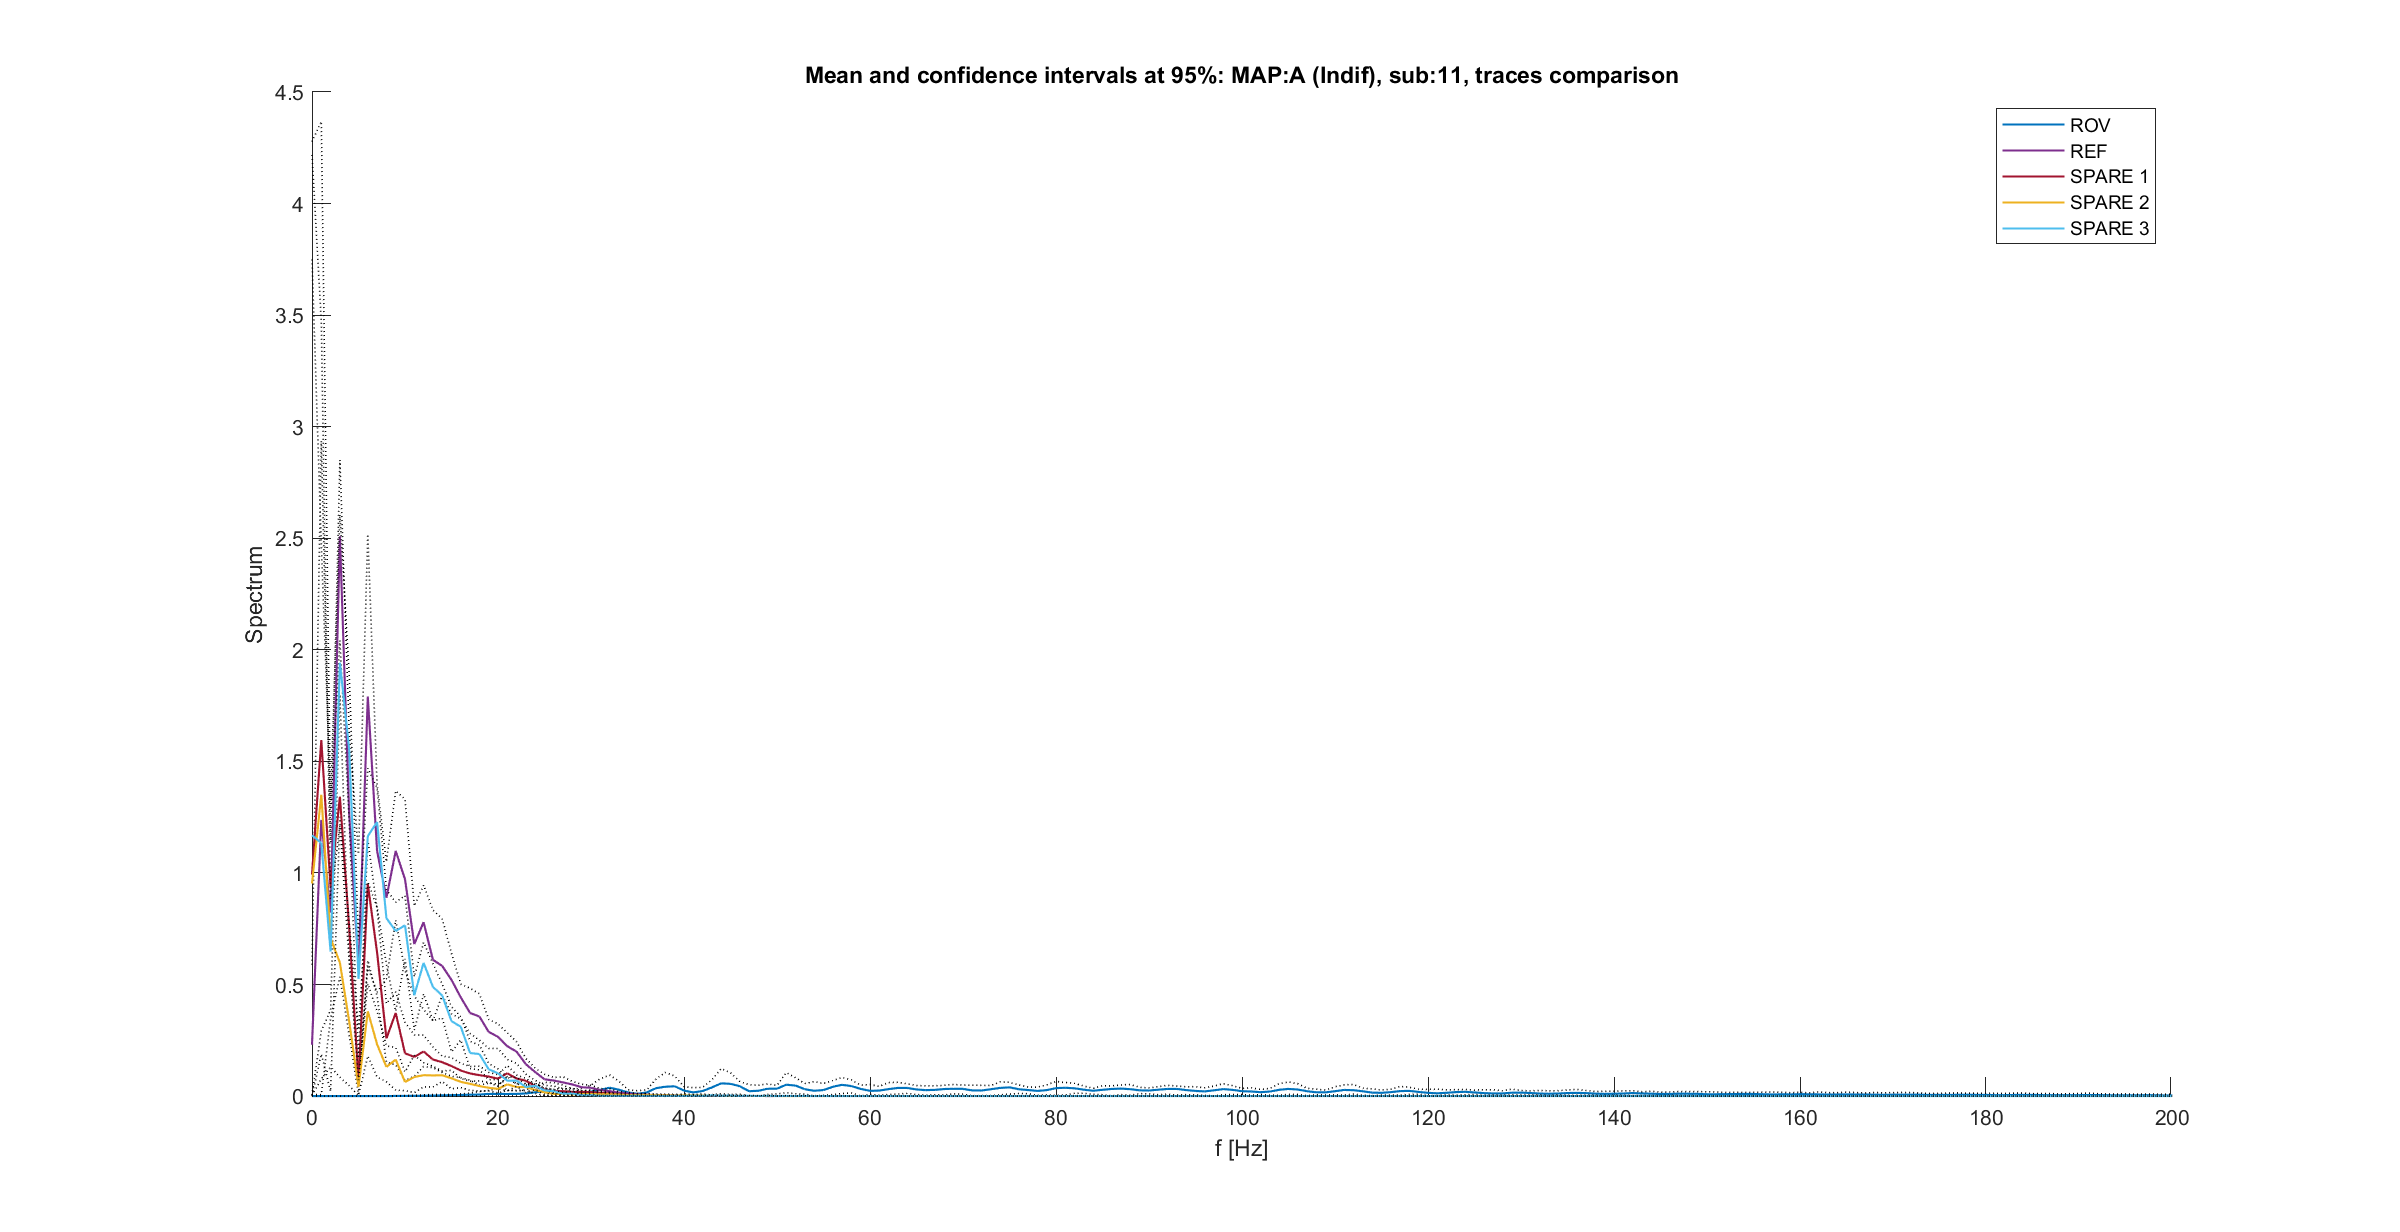 Mean and confidence intervals at 95%: MAP:A (Indif), sub:11, traces comparison
4.5
4
3.5
3
2.5
2
1.5
1
0.5
0
Spectrum
ROV
REF
SPARE 1
SPARE 2
SPARE 3
0 20 40 60 80 100 120 140 160 180 200
f [Hz]